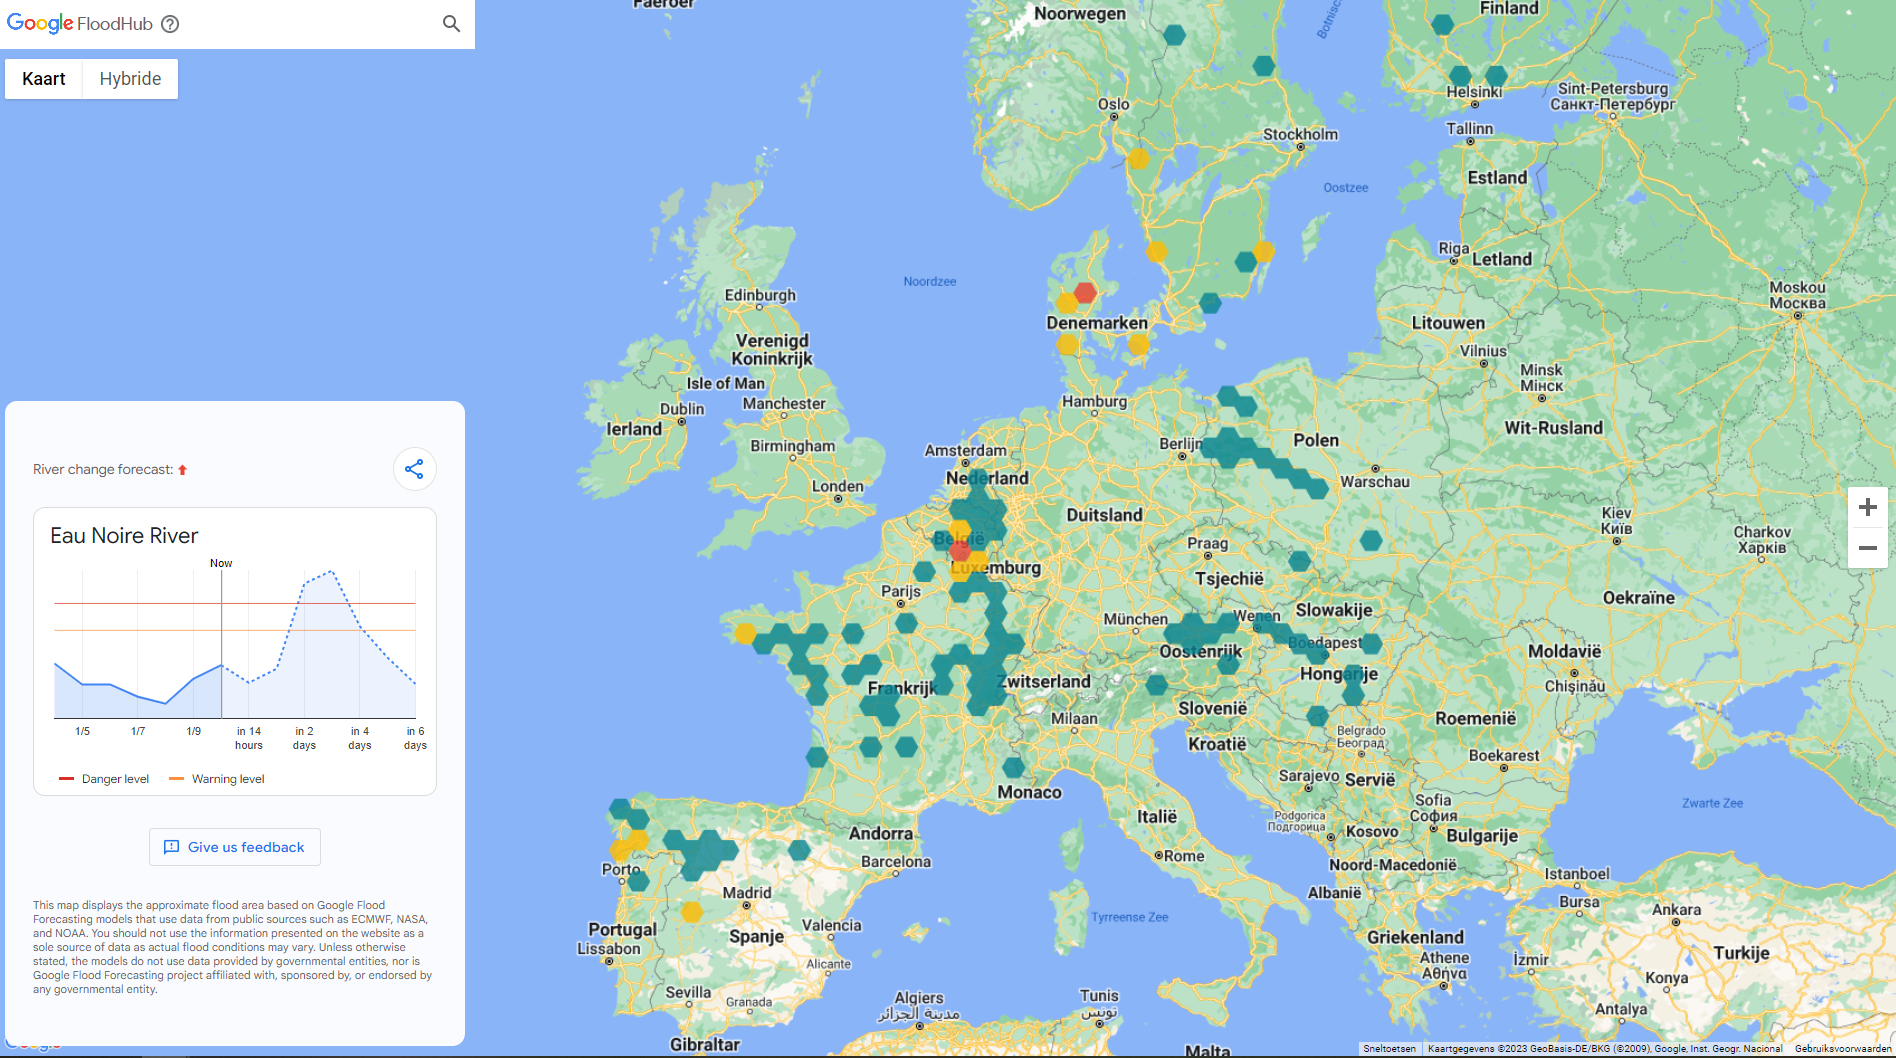 Google FloodHub
Kaart
Hybride
River change forecast:
Eau Noire River
Now
1/5
1/7
1/9
in 14
hours
in 2
days
in 4
days
in 6
days
Danger level
Warning level
Give us feedback
This map displays the approximate flood area based on Google Flood
Forecasting models that use data from public sources such as ECMWF, NASA,
and NOAA. You should not use the information presented on the website as a
sole source of data as actual flood conditions may vary. Unless otherwise
stated, the models do not use data provided by governmental entities, nor is
Google Flood Forecasting project affiliated with, sponsored by, or endorsed by
any governmental entity.
Faeröer
Noorwegen
Finland
Oslo
Helsinki
Sint-Petersburg
Санкт-Петербург
Stockholm
Tallinn
Estland
Oostzee
Riga
Letland
Noordzee
Edinburgh
Moskou
Москва
Denemarken
Litouwen
Verenigd
Koninkrijk
Vilnius
Minsk
Мінск
Isle of Man
Manchester
Dublin
Hamburg
Ierland
Wit-Rusland
Birmingham
Amsterdam
Berlijn
Polen
Nederland
Warschau
Londen
Duitsland
Kiev
Київ
België
Praag
Charkov
Харків
Luxemburg
Tsjechië
Parijs
Oekraïne
Slowakije
München
Wenen
Boedapest
Oostenrijk
Moldavië
Hongarije
Chișinău
Zwitserland
Frankrijk
Slovenië
Milaan
Roemenië
Kroatië
Belgrado
Београд
Boekarest
Sarajevo
Servië
Monaco
Sofia
София
Zwarte Zee
Italië
Podgorica
Подгорица
Kosovo
Bulgarije
Andorra
Rome
Barcelona
Noord-Macedonië
Porto
Istanboel
Madrid
Albanië
Bursa
Ankara
Tyrreense Zee
Portugal
Valencia
Spanje
Griekenland
Lissabon
Turkije
Athene
Αθήνα
İzmir
Alicante
Konya
Sevilla
Granada
Algiers
مدينة الجزائر
Tunis
تونس
Antalya
Gibraltar
Malta
Sneltoetsen
Kaartgegevens ©2023 GeoBasis-DE/BKG (©2009), Google, Inst. Geogr. Nacional
Gebruiksvoorwaarden